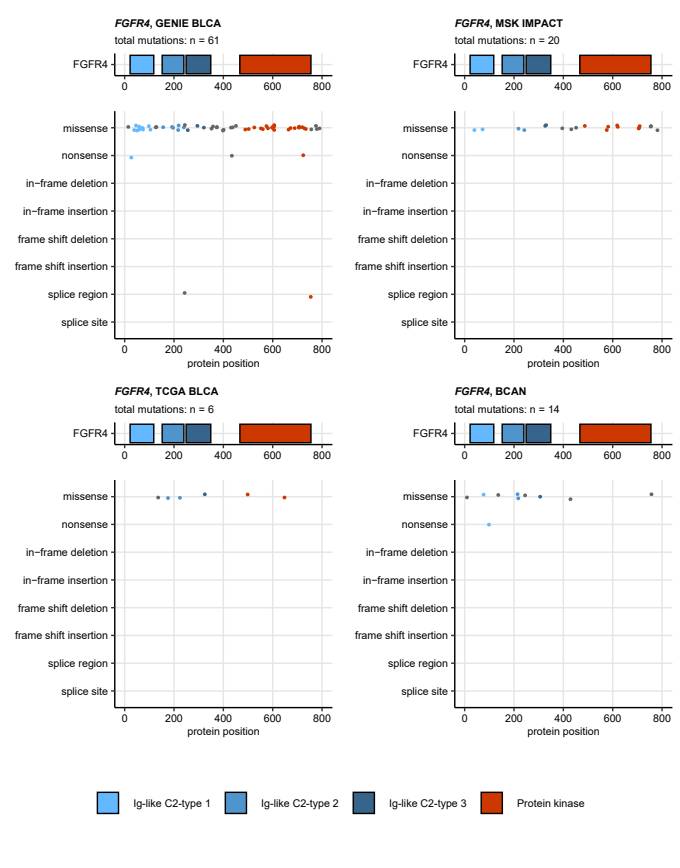 FGFR4, GENIE BLCA
total mutations: n = 61
FGFR4
0 200 400 600 800
missense
nonsense
in−frame deletion
in−frame insertion
frame shift deletion
frame shift insertion
splice region
splice site
0 200 400 600 800
protein position
FGFR4, MSK IMPACT
total mutations: n = 20
FGFR4
0 200 400 600 800
missense
nonsense
in−frame deletion
in−frame insertion
frame shift deletion
frame shift insertion
splice region
splice site
0 200 400 600 800
protein position
FGFR4, TCGA BLCA
total mutations: n = 6
FGFR4
0 200 400 600 800
missense
nonsense
in−frame deletion
in−frame insertion
frame shift deletion
frame shift insertion
splice region
splice site
0 200 400 600 800
protein position
FGFR4, BCAN
total mutations: n = 14
FGFR4
0 200 400 600 800
missense
nonsense
in−frame deletion
in−frame insertion
frame shift deletion
frame shift insertion
splice region
splice site
0 200 400 600 800
protein position
Ig−like C2−type 1 Ig−like C2−type 2 Ig−like C2−type 3 Protein kinase